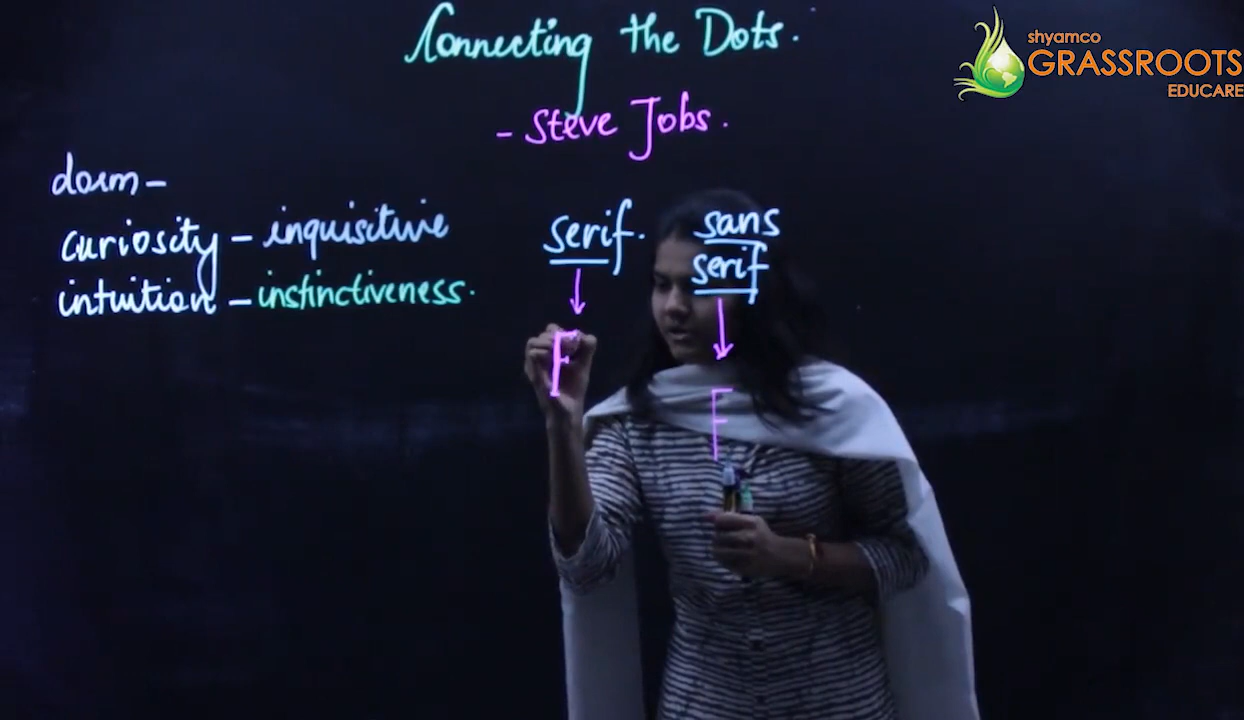 Connecting the Dots.
- Steve Jobs.
shyamco
GRASSROOTS
EDUCARE
dorm -
curiosity - inquisitive
intuition - instinctiveness.
serif.
F
sans
serif
F